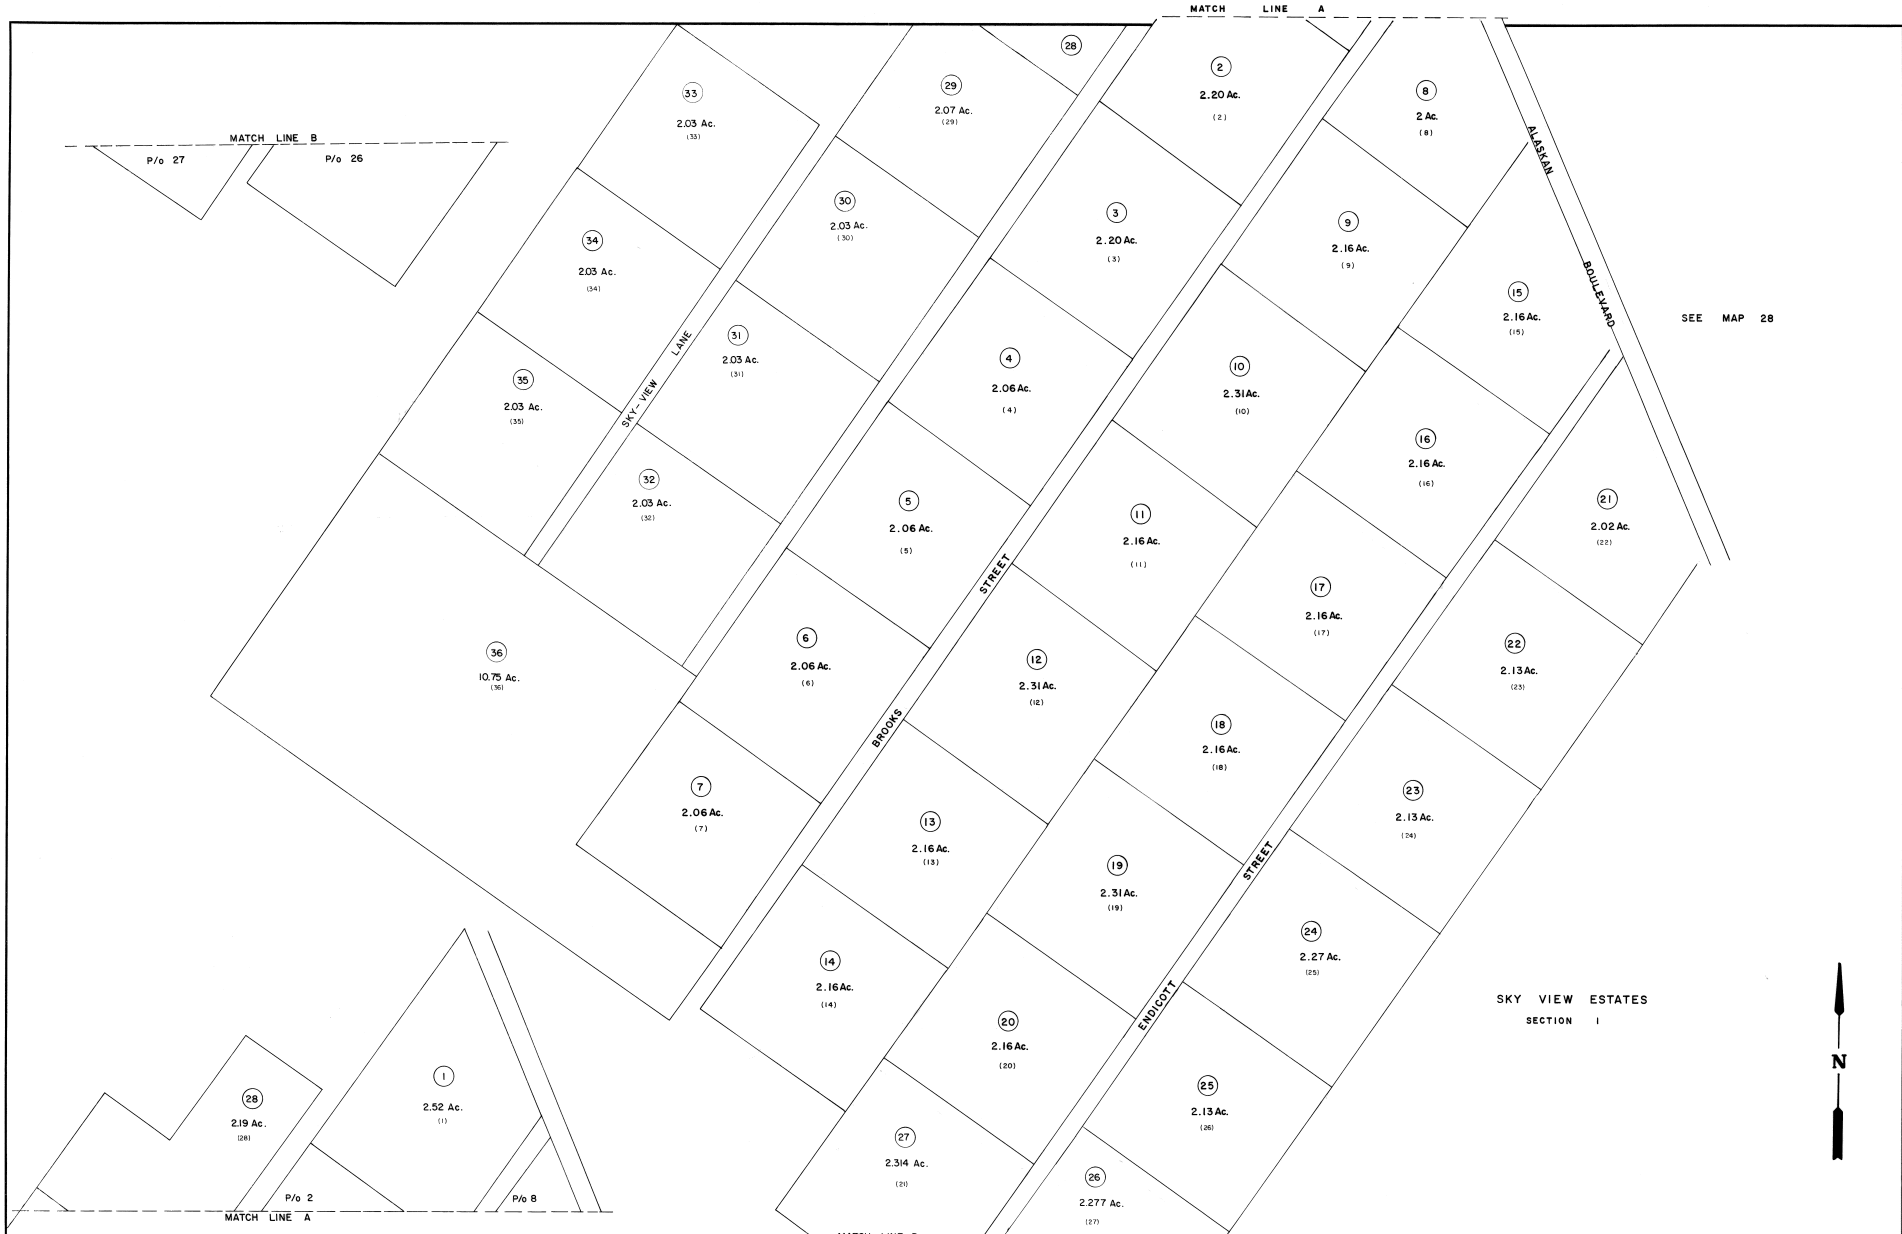 MATCH LINE A
MATCH LINE B
P/o 27
P/o 26
33
2.03 Ac.
(33)
29
2.07 Ac.
(29)
28
2
2.20 Ac.
(2)
8
2 Ac.
(8)
ALASKAN BOULEVARD
34
2.03 Ac.
(34)
30
2.03 Ac.
(30)
3
2.20 Ac.
(3)
9
2.16 Ac.
(9)
15
2.16 Ac.
(15)
SEE MAP 28
35
2.03 Ac.
(35)
SKY-VIEW LANE
31
2.03 Ac.
(31)
4
2.06 Ac.
(4)
10
2.31 Ac.
(10)
16
2.16 Ac.
(16)
21
2.02 Ac.
(22)
32
2.03 Ac.
(32)
5
2.06 Ac.
(5)
11
2.16 Ac.
(11)
17
2.16 Ac.
(17)
22
2.13 Ac.
(23)
36
10.75 Ac.
(36)
6
2.06 Ac.
(6)
BROOKS STREET
12
2.31 Ac.
(12)
18
2.16 Ac.
(18)
23
2.13 Ac.
(24)
7
2.06 Ac.
(7)
13
2.16 Ac.
(13)
19
2.31 Ac.
(19)
ENDICOTT STREET
24
2.27 Ac.
(25)
14
2.16 Ac.
(14)
20
2.16 Ac.
(20)
25
2.13 Ac.
(26)
SKY VIEW ESTATES
SECTION 1
N
27
2.314 Ac.
(21)
26
2.277 Ac.
(27)
28
2.19 Ac.
(28)
1
2.52 Ac.
(1)
P/o 2
P/o 8
MATCH LINE A